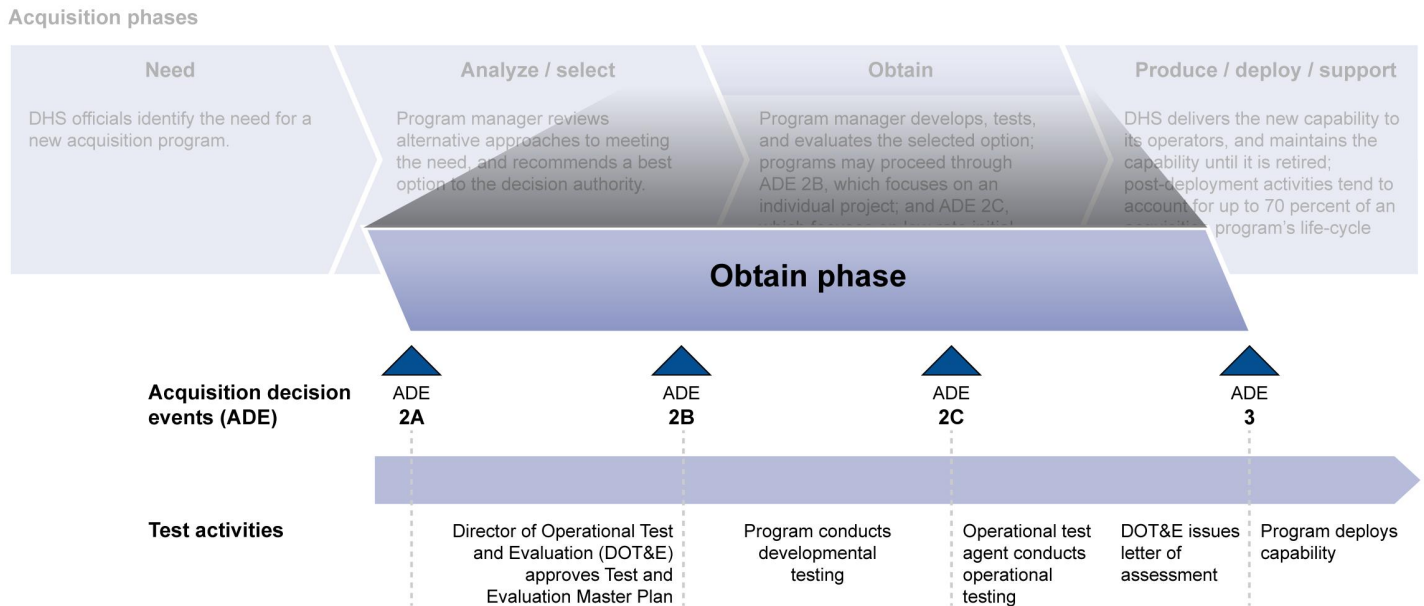 Acquisition phases
Need
DHS officials identify the need for a
new acquisition program.
Analyze / select
Program manager reviews
alternative approaches to meeting
the need, and recommends a best
option to the decision authority.
Obtain
Program manager develops, tests,
and evaluates the selected option;
programs may proceed through
ADE 2B, which focuses on an
individual project; and ADE 2C,
Produce / deploy / support
DHS delivers the new capability to
its operators, and maintains the
capability until it is retired;
post-deployment activities tend to
account for up to 70 percent of an
program’s life-cycle
Obtain phase
Acquisition decision
events (ADE)
ADE
2A
ADE
2B
ADE
2C
ADE
3
Test activities
Director of Operational Test
and Evaluation (DOT&E)
approves Test and
Evaluation Master Plan
Program conducts
developmental
testing
Operational test
agent conducts
operational
testing
DOT&E issues
letter of
assessment
Program deploys
capability